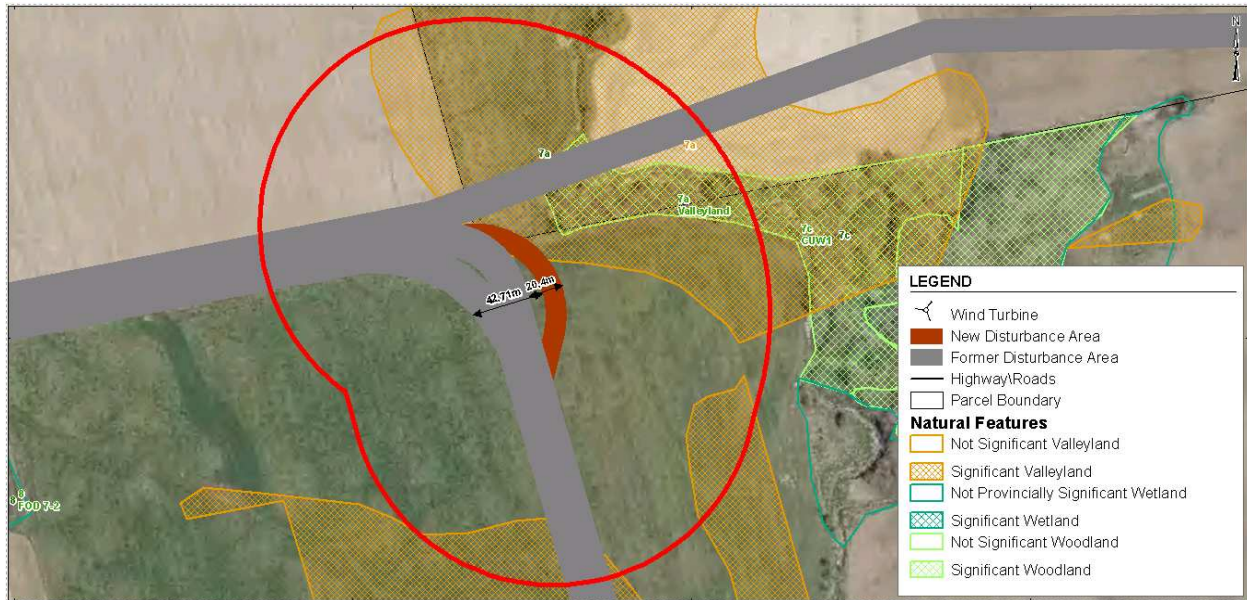 N
7a
7a
7a
Valleyland
7c
7c
CUW1
42.71m
20.4m
8
8
FOD 7-2
LEGEND
Wind Turbine
New Disturbance Area
Former Disturbance Area
Highway\Roads
Parcel Boundary
Natural Features
Not Significant Valleyland
Significant Valleyland
Not Provincially Significant Wetland
Significant Wetland
Not Significant Woodland
Significant Woodland